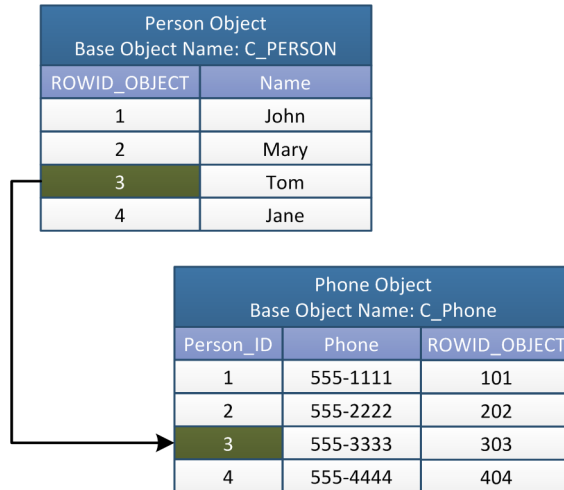 Person Object
Base Object Name: C_PERSON
ROWID_OBJECT Name
1 John
2 Mary
3 Tom
4 Jane
Phone Object
Base Object Name: C_Phone
Person_ID Phone ROWID_OBJECT
1 555-1111 101
2 555-2222 202
3 555-3333 303
4 555-4444 404